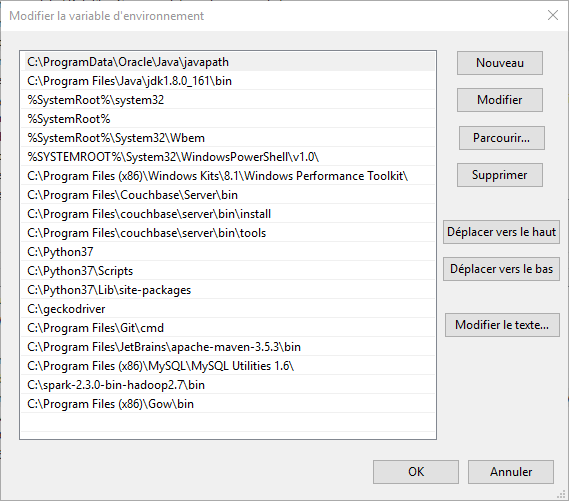 Modifier la variable d'environnement
C:\ProgramData\Oracle\Java\javapath
C:\Program Files\Java\jdk1.8.0_161\bin
%SystemRoot%\system32
%SystemRoot%
%SystemRoot%\System32\Wbem
%SYSTEMROOT%\System32\WindowsPowerShell\v1.0\
C:\Program Files (x86)\Windows Kits\8.1\Windows Performance Toolkit\
C:\Program Files\Couchbase\Server\bin
C:\Program Files\couchbase\server\bin\install
C:\Program Files\couchbase\server\bin\tools
C:\Python37
C:\Python37\Scripts
C:\Python37\Lib\site-packages
C:\geckodriver
C:\Program Files\Git\cmd
C:\Program Files\JetBrains\apache-maven-3.5.3\bin
C:\Program Files (x86)\MySQL\MySQL Utilities 1.6\
C:\spark-2.3.0-bin-hadoop2.7\bin
C:\Program Files (x86)\Gow\bin
Nouveau
Modifier
Parcourir...
Supprimer
Déplacer vers le haut
Déplacer vers le bas
Modifier le texte...
OK
Annuler